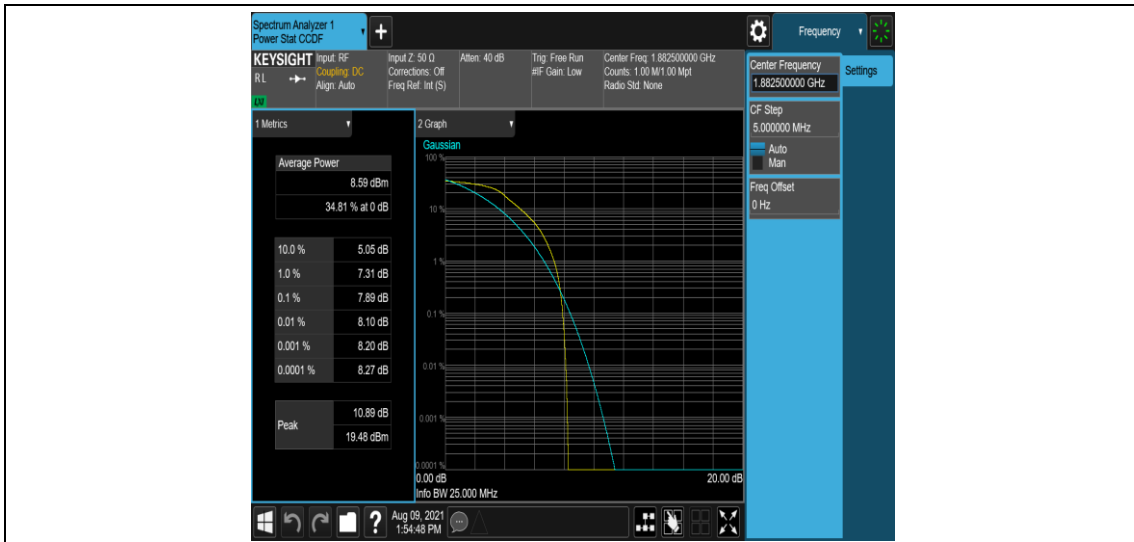 Spectrum Analyzer 1
Power Stat CCDF
Frequency
KEYSIGHT
RL
LM
Input: RF
Coupling: DC
Align: Auto
Input Z: 50 Ω
Corrections: Off
Freq Ref: Int (S)
Atten: 40 dB
Trig: Free Run
#IF Gain: Low
Center Freq: 1.882500000 GHz
Counts: 1.00 M/1.00 Mpt
Radio Std: None
Center Frequency
1.882500000 GHz
Settings
CF Step
5.000000 MHz
Auto
Man
Freq Offset
0 Hz
1 Metrics
Average Power
8.59 dBm
34.81 % at 0 dB
10.0 % 5.05 dB
1.0 % 7.31 dB
0.1 % 7.89 dB
0.01 % 8.10 dB
0.001 % 8.20 dB
0.0001 % 8.27 dB
Peak
10.89 dB
19.48 dBm
2 Graph
Gaussian
100 %
10 %
1 %
0.1 %
0.01 %
0.001 %
0.0001 %
0.00 dB 20.00 dB
Info BW 25.000 MHz
Aug 09, 2021
1:54:48 PM